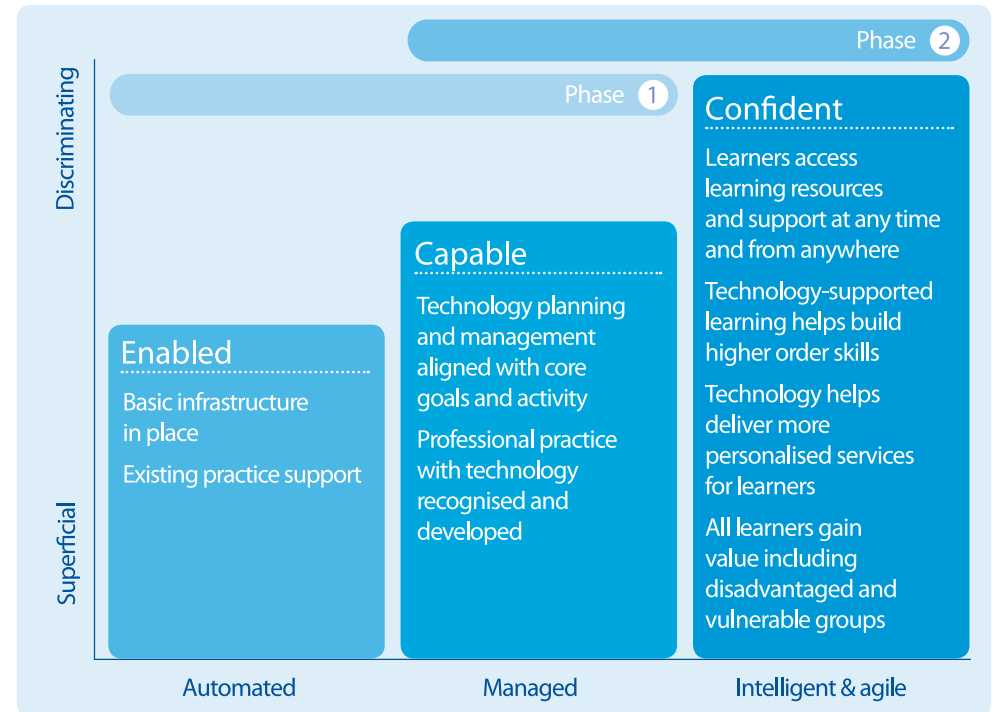 Phase 2
Phase 1
Discriminating
Superficial
Enabled
Basic infrastructure
in place
Existing practice support
Capable
Technology planning
and management
aligned with core
goals and activity
Professional practice
with technology
recognised and
developed
Confident
Learners access
learning resources
and support at any time
and from anywhere
Technology-supported
learning helps build
higher order skills
Technology helps
deliver more
personalised services
for learners
All learners gain
value including
disadvantaged and
vulnerable groups
Automated
Managed
Intelligent & agile